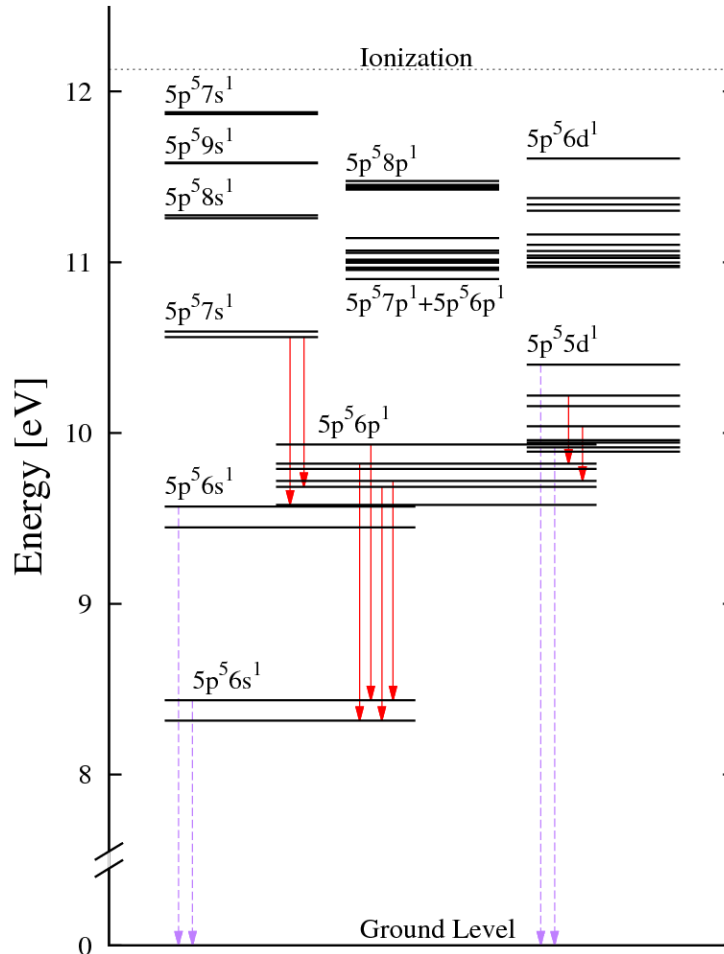 Ionization
12
5p⁵7s¹
5p⁵9s¹
5p⁵8p¹
5p⁵6d¹
5p⁵8s¹
11
5p⁵7p¹+5p⁵6p¹
5p⁵7s¹
5p⁵5d¹
5p⁵6p¹
10
5p⁵6s¹
Energy [eV]
9
5p⁵6s¹
8
Ground Level
0